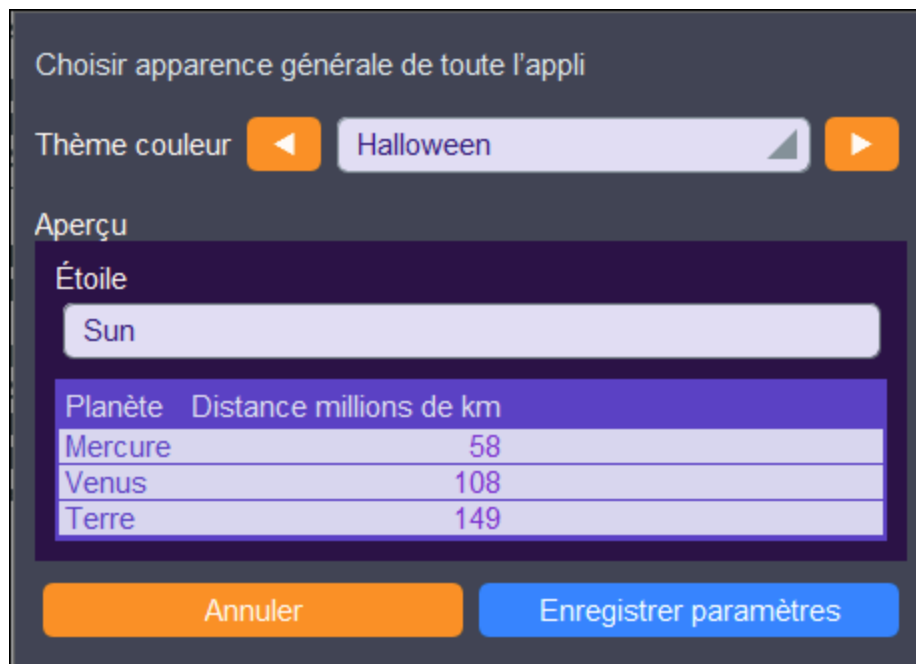 Choisir apparence générale de toute l'appli
Thème couleur Halloween
Aperçu
Étoile
Sun
Planète Distance millions de km
Mercure 58
Venus 108
Terre 149
Annuler Enregistrer paramètres